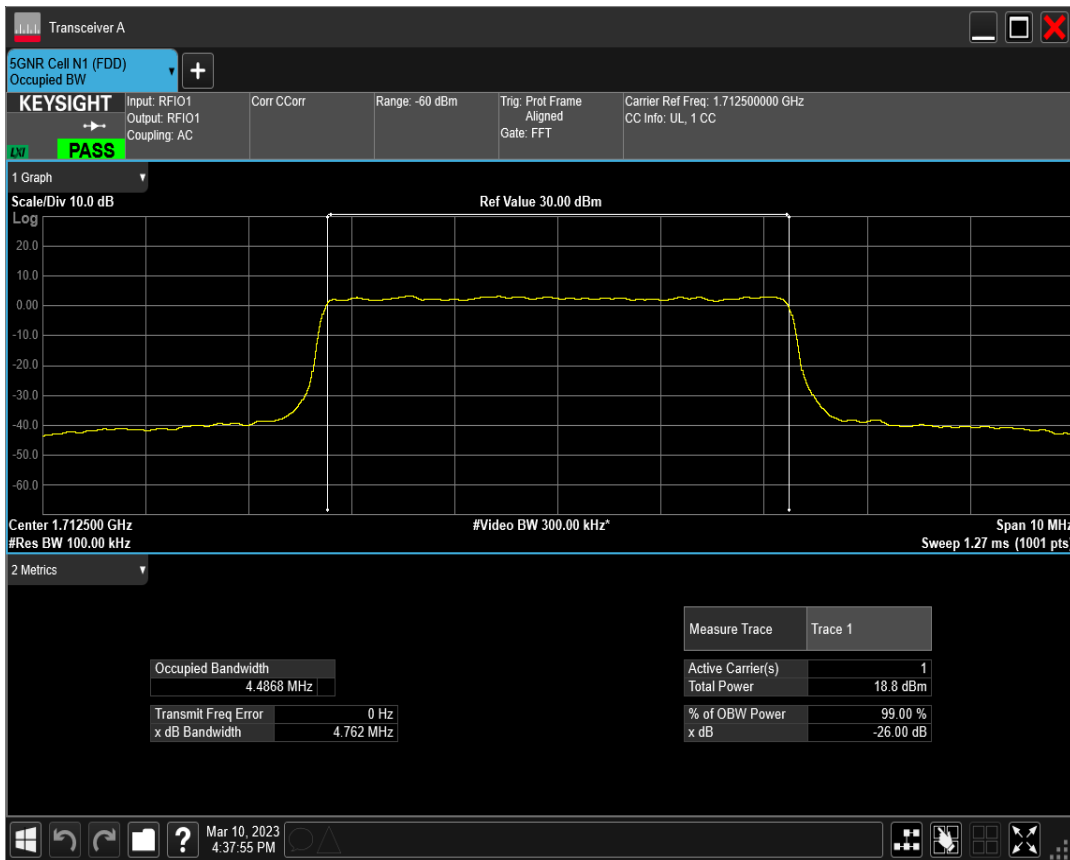 Transceiver A
5GNR Cell N1 (FDD)
Occupied BW
+
KEYSIGHT
LXI
PASS
Input: RFIO1
Output: RFIO1
Coupling: AC
Corr CCorr
Range: -60 dBm
Trig: Prot Frame
Aligned
Gate: FFT
Carrier Ref Freq: 1.712500000 GHz
CC Info: UL, 1 CC
1 Graph
Scale/Div 10.0 dB
Ref Value 30.00 dBm
Log
20.0
10.0
0.00
-10.0
-20.0
-30.0
-40.0
-50.0
-60.0
Center 1.712500 GHz
#Video BW 300.00 kHz*
Span 10 MHz
#Res BW 100.00 kHz
Sweep 1.27 ms (1001 pts)
2 Metrics
Measure Trace Trace 1
Occupied Bandwidth
4.4868 MHz
Active Carrier(s) 1
Total Power 18.8 dBm
Transmit Freq Error 0 Hz
x dB Bandwidth 4.762 MHz
% of OBW Power 99.00 %
x dB -26.00 dB
?
Mar 10, 2023
4:37:55 PM